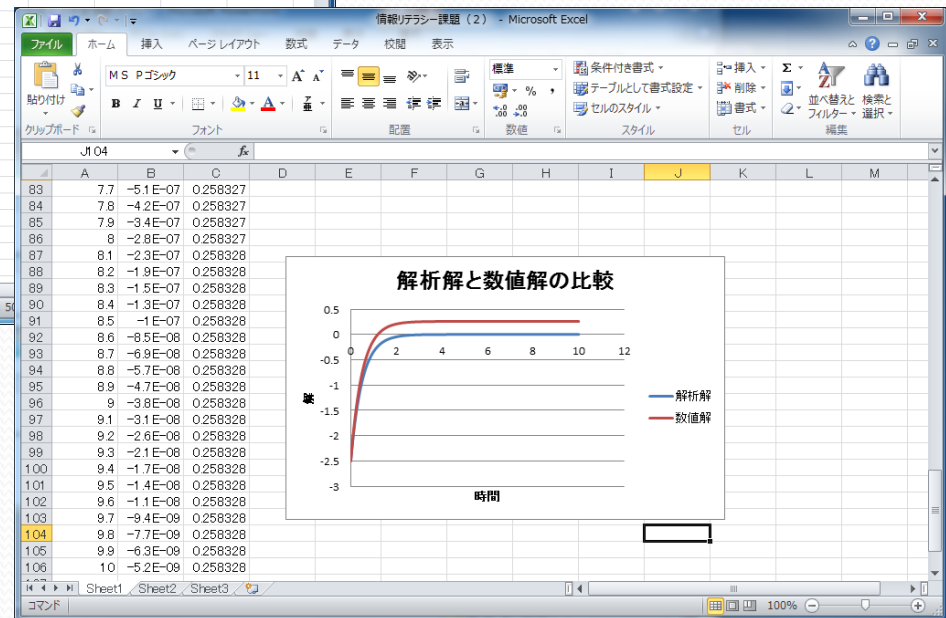 情報リテラシー課題（2） - Microsoft Excel
ファイル ホーム 挿入 ページ レイアウト 数式 データ 校閲 表示
貼り付け
クリップボード
ＭＳ Ｐゴシック 11 A A
B I U A
フォント
配置
標準
% ,
数値
条件付き書式
テーブルとして書式設定
セルのスタイル
スタイル
挿入
削除
書式
セル
Σ
並べ替えと フィルター
検索と 選択
編集
J104 fx
A B C D E F G H I J K L M
83 7.7 -5.1E-07 0.258327
84 7.8 -4.2E-07 0.258327
85 7.9 -3.4E-07 0.258327
86 8 -2.8E-07 0.258327
87 8.1 -2.3E-07 0.258328
88 8.2 -1.9E-07 0.258328
89 8.3 -1.5E-07 0.258328
90 8.4 -1.3E-07 0.258328
91 8.5 -1E-07 0.258328
92 8.6 -8.5E-08 0.258328
93 8.7 -6.9E-08 0.258328
94 8.8 -5.7E-08 0.258328
95 8.9 -4.7E-08 0.258328
96 9 -3.8E-08 0.258328
97 9.1 -3.1E-08 0.258328
98 9.2 -2.6E-08 0.258328
99 9.3 -2.1E-08 0.258328
100 9.4 -1.7E-08 0.258328
101 9.5 -1.4E-08 0.258328
102 9.6 -1.1E-08 0.258328
103 9.7 -9.4E-09 0.258328
104 9.8 -7.7E-09 0.258328
105 9.9 -6.3E-09 0.258328
106 10 -5.2E-09 0.258328
解析解と数値解の比較
0.5
0
-0.5
-1
-1.5
-2
-2.5
-3
0 2 4 6 8 10 12
時間
解析解
数値解
Sheet1 Sheet2 Sheet3
コマンド
100%